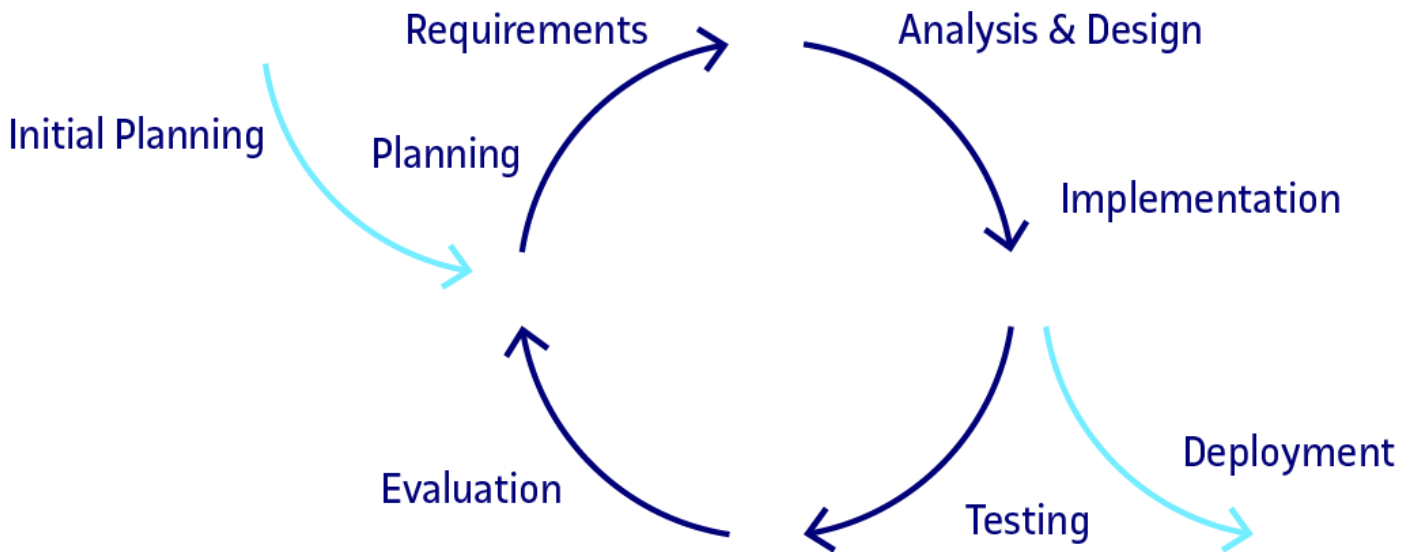 Requirements
Analysis & Design
Initial Planning
Planning
Implementation
Deployment
Evaluation
Testing